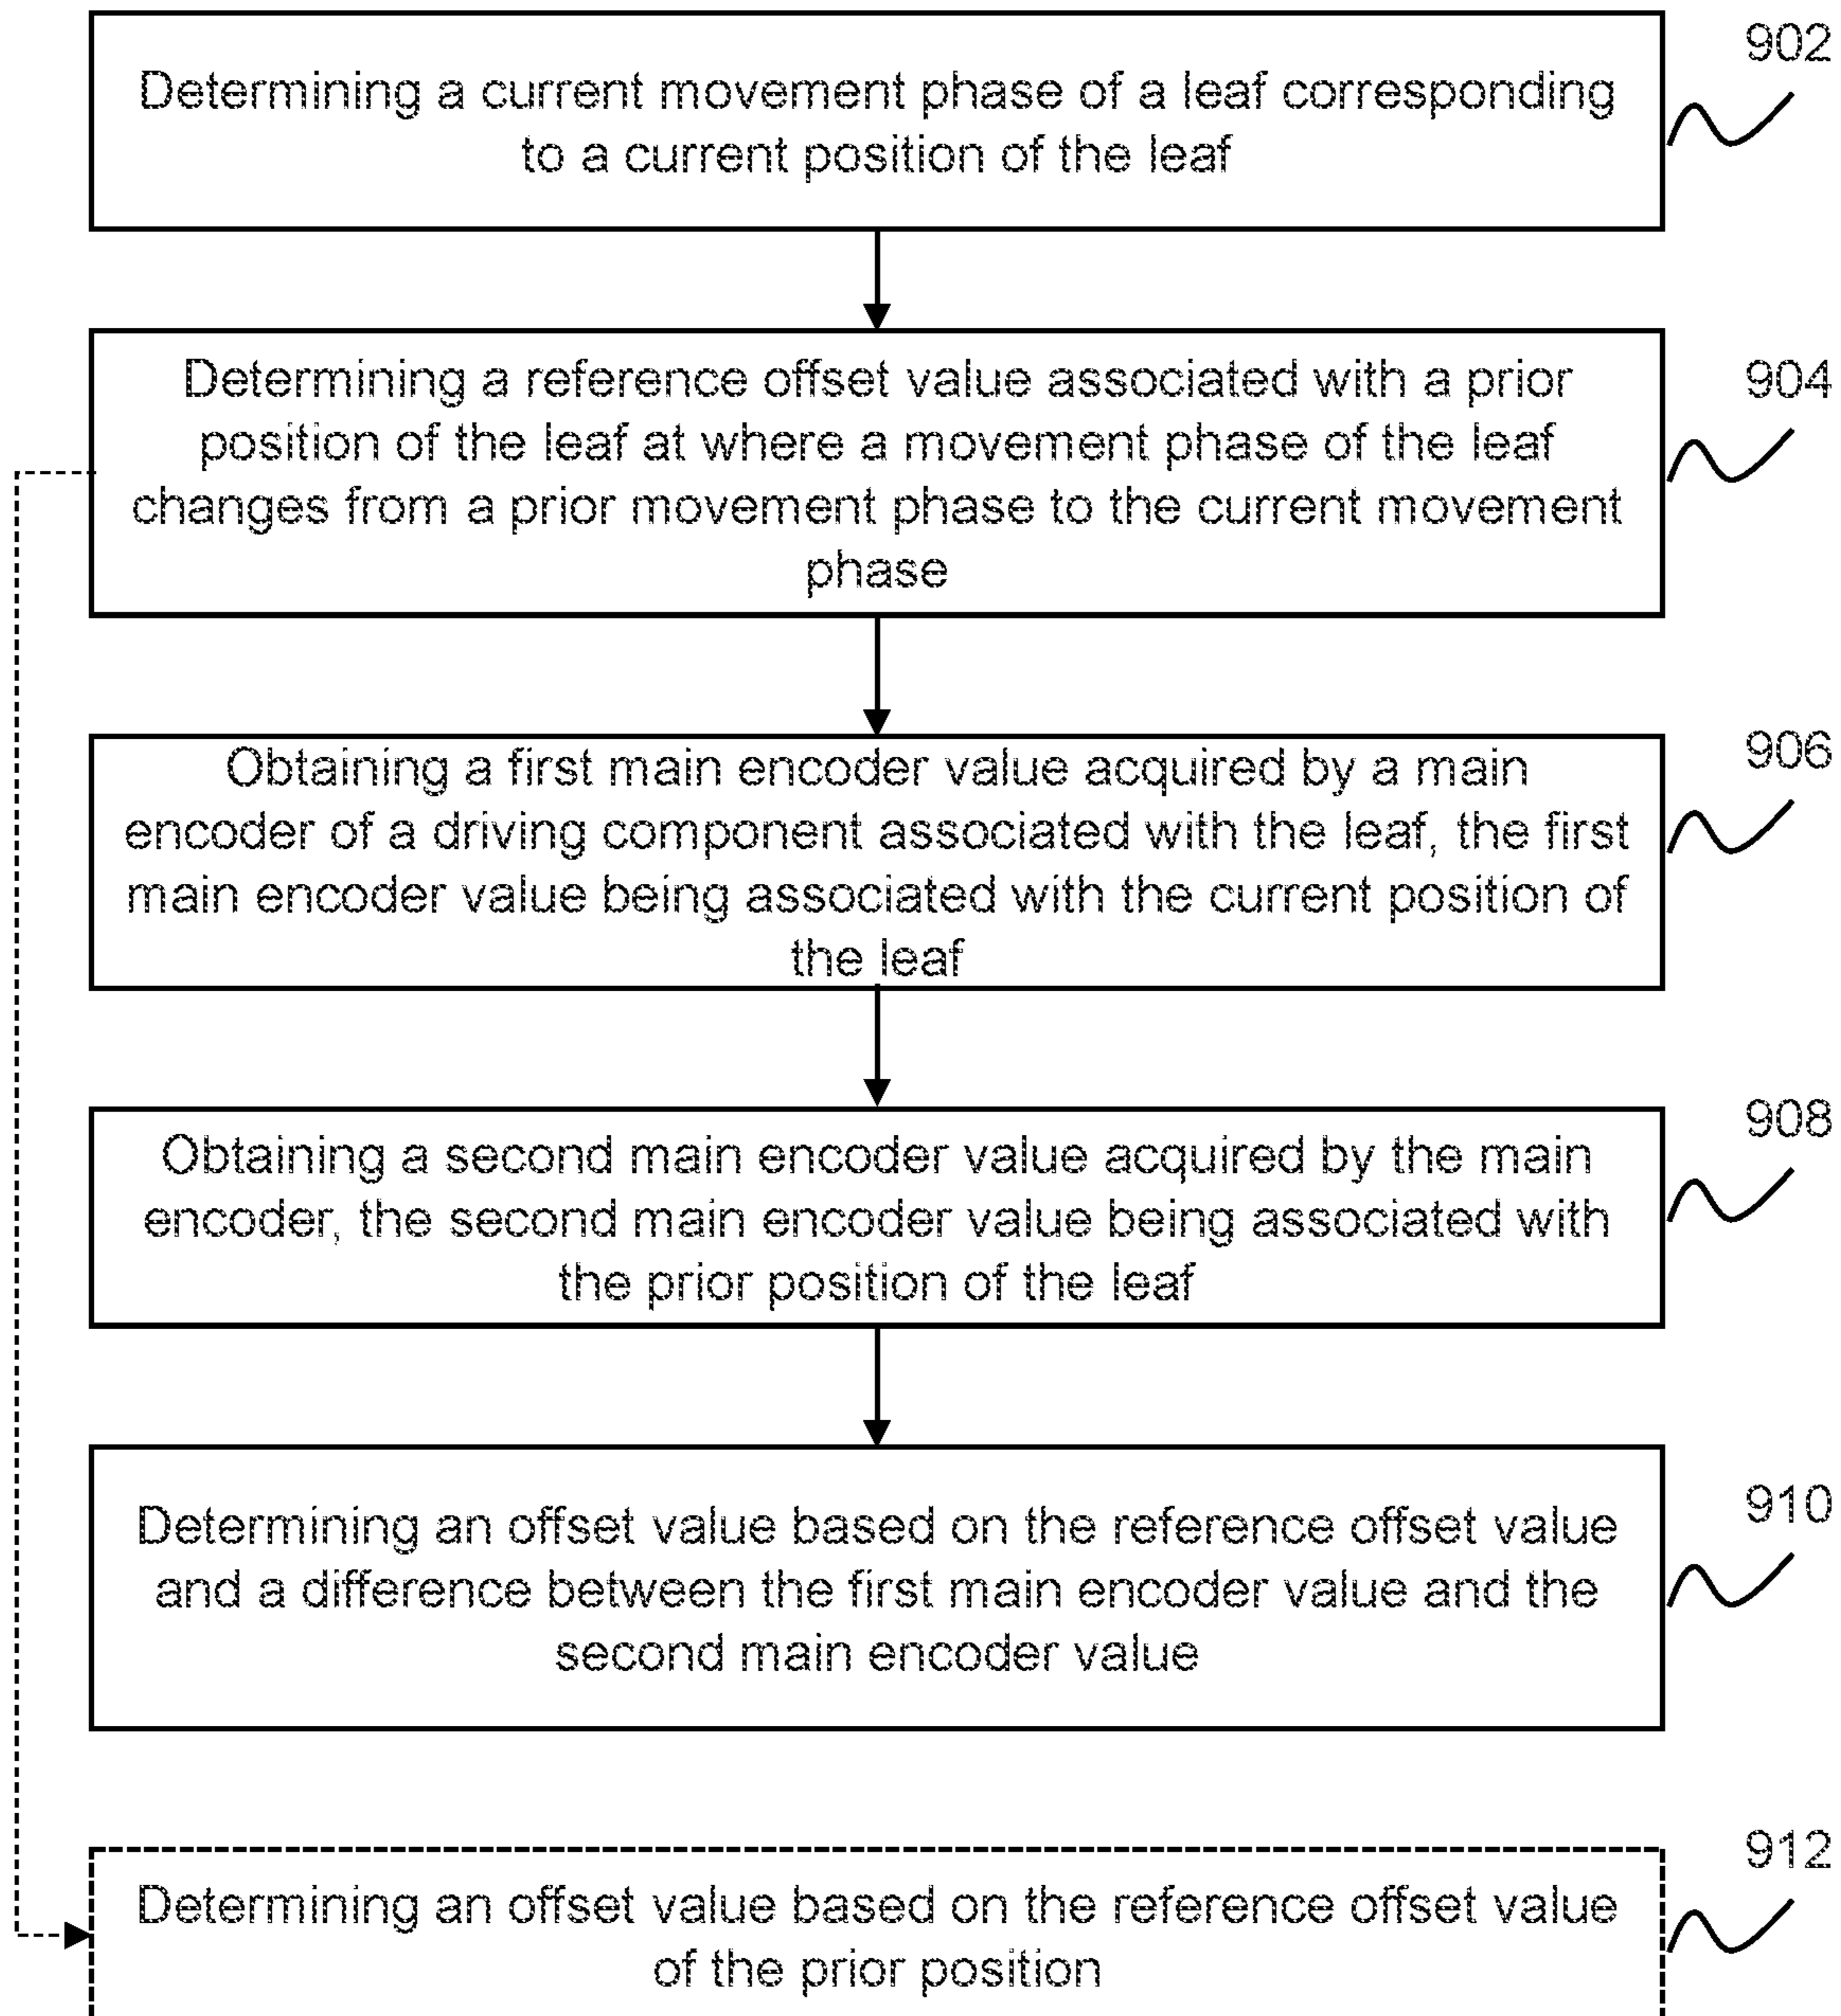 902
Determining a current movement phase of a leaf corresponding
to a current position of the leaf
904
Determining a reference offset value associated with a prior
position of the leaf at where a movement phase of the leaf
changes from a prior movement phase to the current movement
phase
906
Obtaining a first main encoder value acquired by a main
encoder of a driving component associated with the leaf, the first
main encoder value being associated with the current position of
the leaf
908
Obtaining a second main encoder value acquired by the main
encoder, the second main encoder value being associated with
the prior position of the leaf
910
Determining an offset value based on the reference offset value
and a difference between the first main encoder value and the
second main encoder value
912
Determining an offset value based on the reference offset value
of the prior position